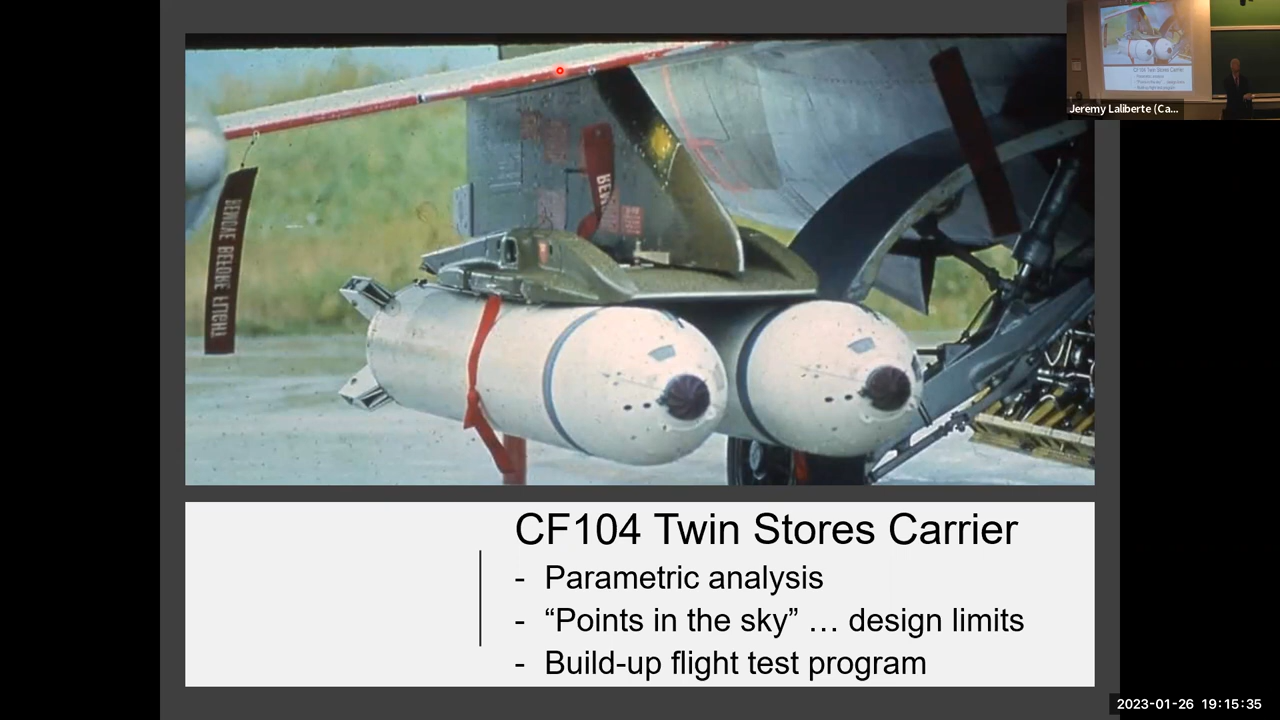 Jeremy Laliberte (Ca...
REMOVE BEFORE FLIGHT
CF104 Twin Stores Carrier
- Parametric analysis
- “Points in the sky” … design limits
- Build-up flight test program
2023-01-26 19:15:35